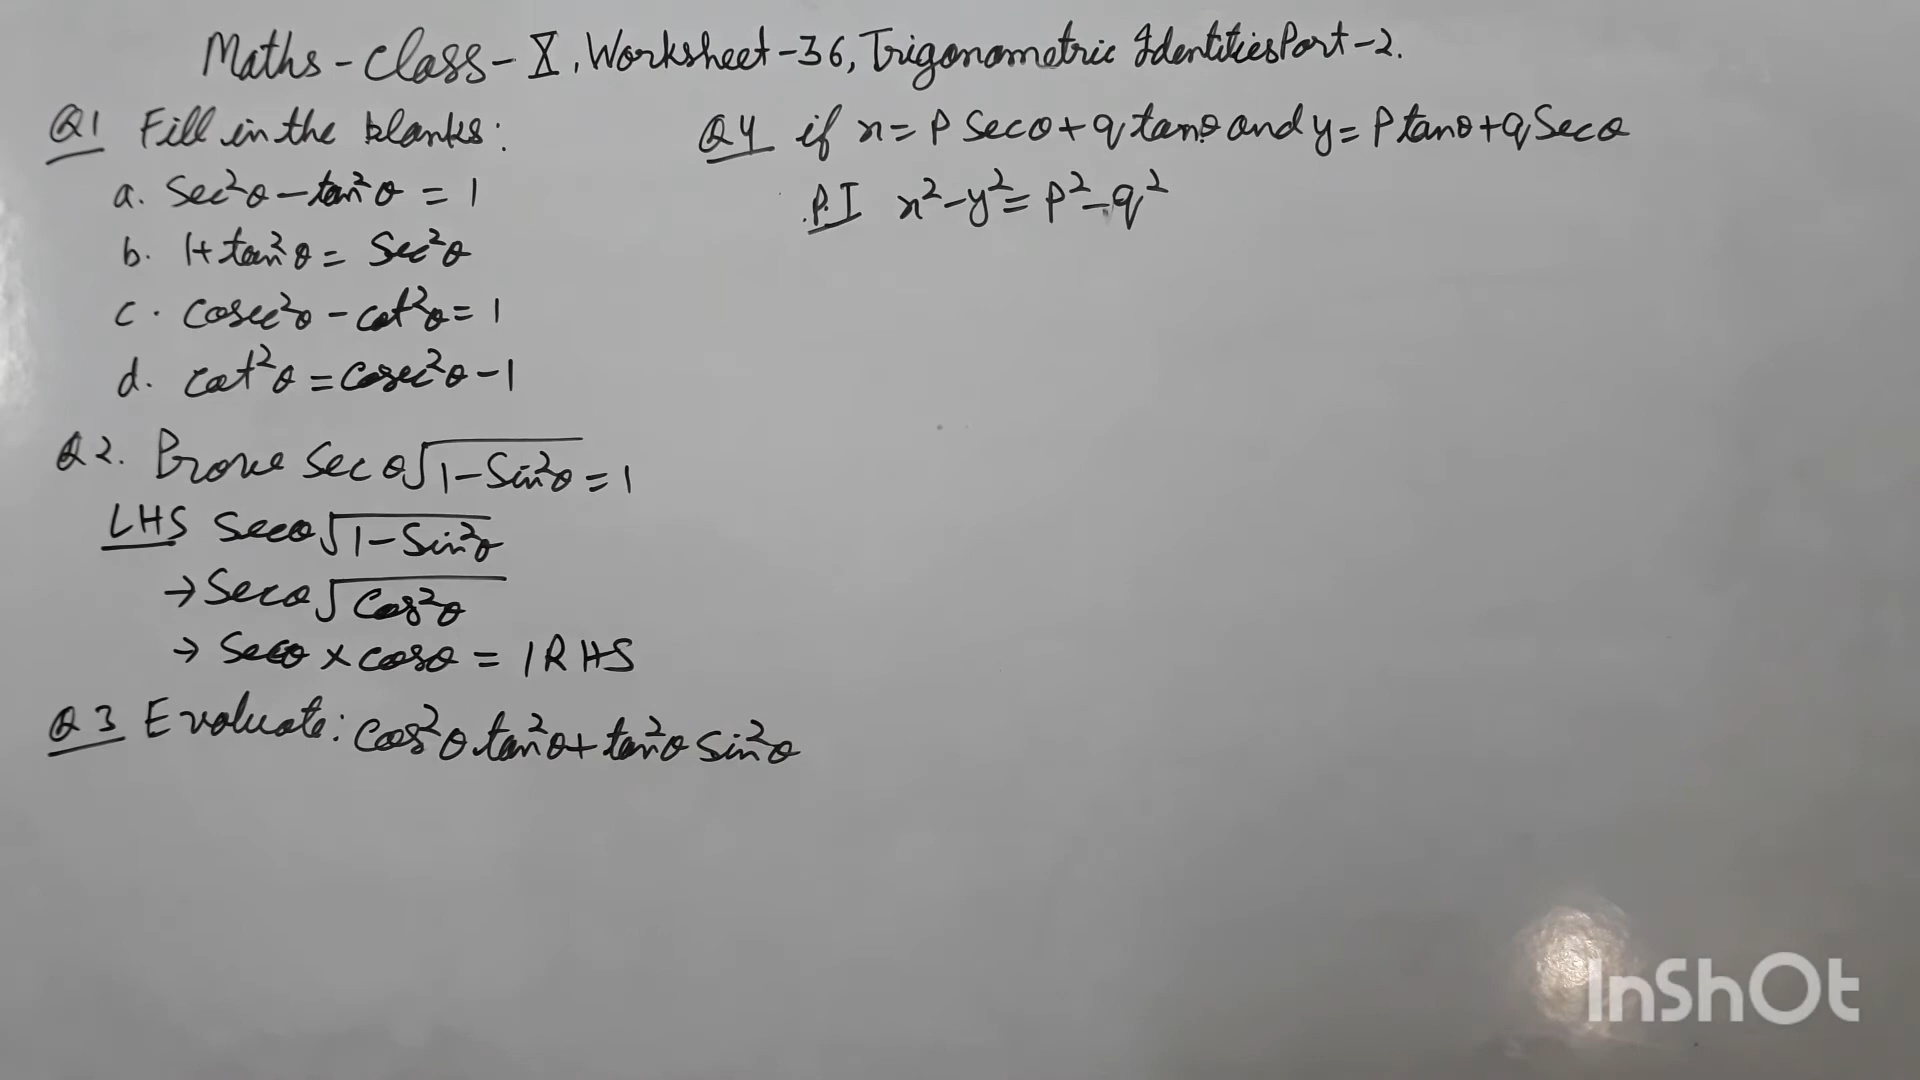 Maths - Class - X, Worksheet - 36, Trigonometric Identities Part - 2.
Q1 Fill in the blanks:
a. Sec²θ - tan²θ = 1
b. 1 + tan²θ = Sec²θ
c. Cosec²θ - cot²θ = 1
d. cot²θ = Cosec²θ - 1
Q2. Prove Sec θ √(1 - Sin²θ) = 1
LHS Secθ √(1 - Sin²θ)
→ Secθ √(Cos²θ)
→ Secθ × cosθ = 1 RHS
Q3 Evaluate: Cos²θ tan²θ + tan²θ Sin²θ
Q4 if x = P Secθ + q tanθ and y = P tanθ + q Secθ
P.T x² - y² = P² - q²
InShOt